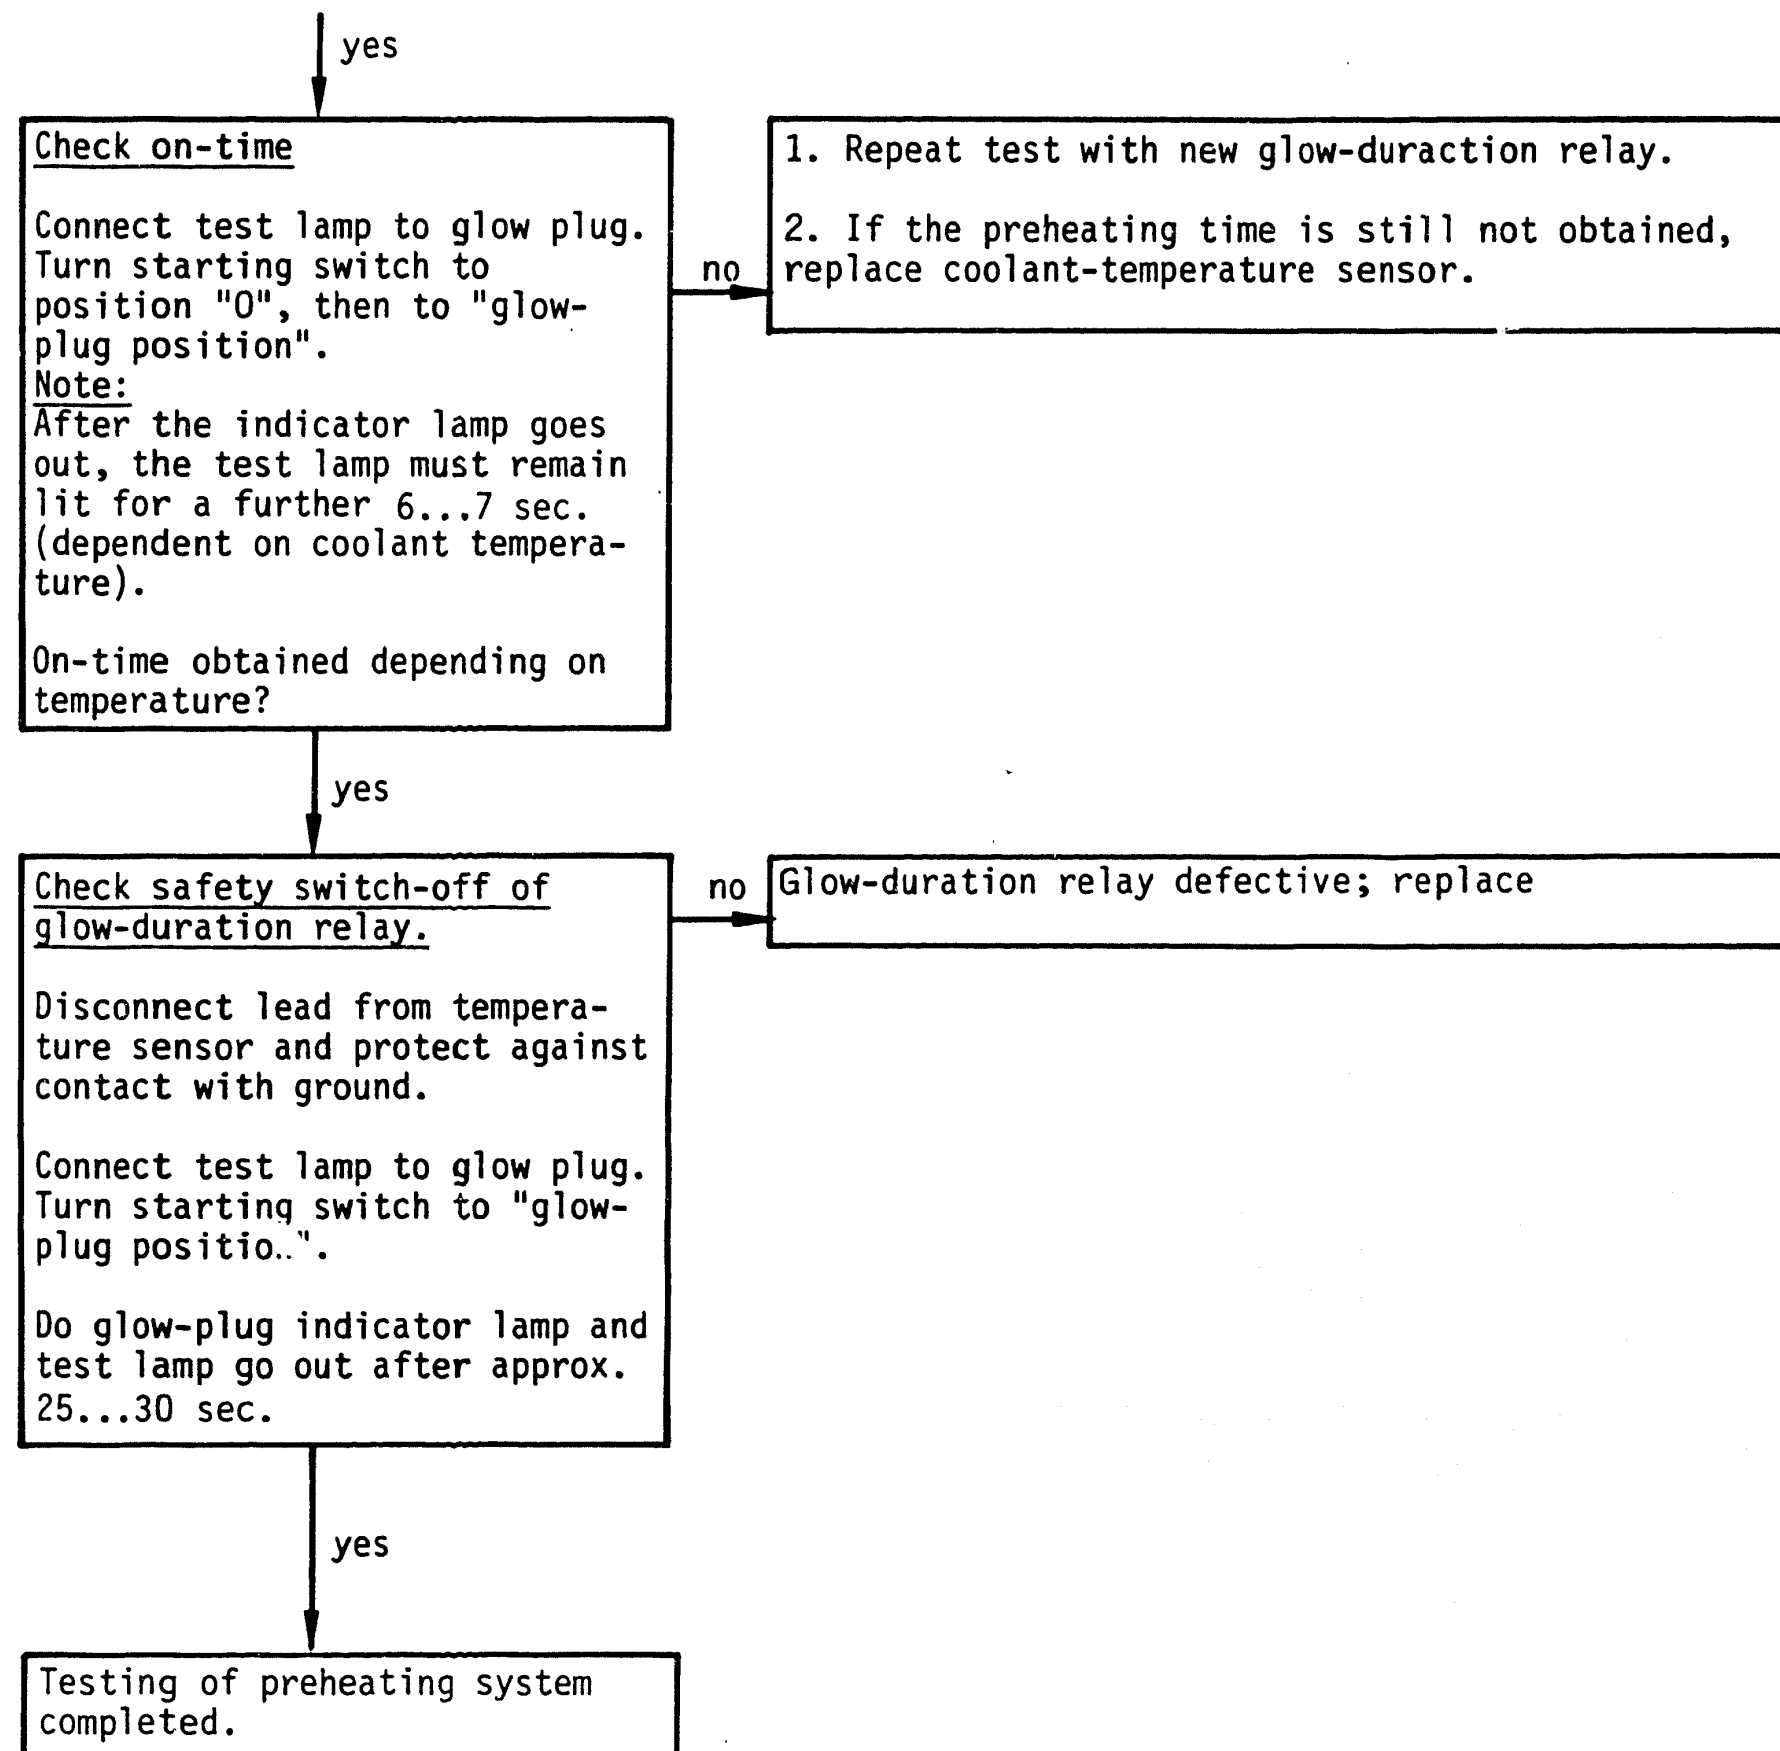 yes
Check on-time
Connect test lamp to glow plug.
Turn starting switch to
position "0", then to "glow-
plug position".
Note:
After the indicator lamp goes
out, the test lamp must remain
lit for a further 6...7 sec.
(dependent on coolant tempera-
ture).
On-time obtained depending on
temperature?
no
1. Repeat test with new glow-duraction relay.
2. If the preheating time is still not obtained,
replace coolant-temperature sensor.
yes
Check safety switch-off of
glow-duration relay.
Disconnect lead from tempera-
ture sensor and protect against
contact with ground.
Connect test lamp to glow plug.
Turn starting switch to "glow-
plug positio..".
Do glow-plug indicator lamp and
test lamp go out after approx.
25...30 sec.
no
Glow-duration relay defective; replace
yes
Testing of preheating system
completed.